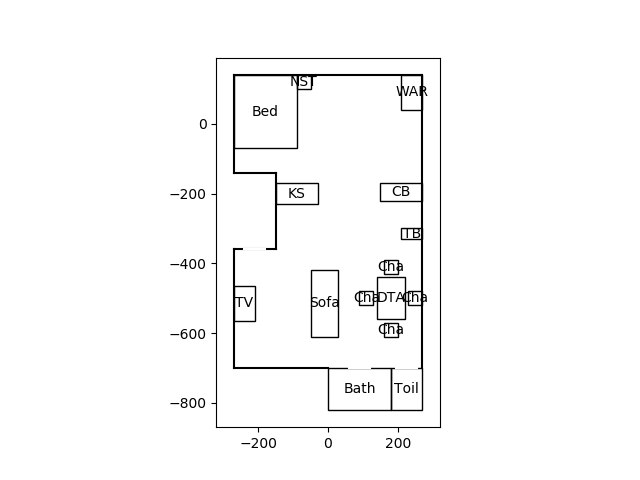 NST
WAR
Bed
0
KS
CB
−200
TB
Cha
−400
TV
Sofa
Cha
DTA
Cha
Cha
−600
Bath
Toil
−800
−200
0
200